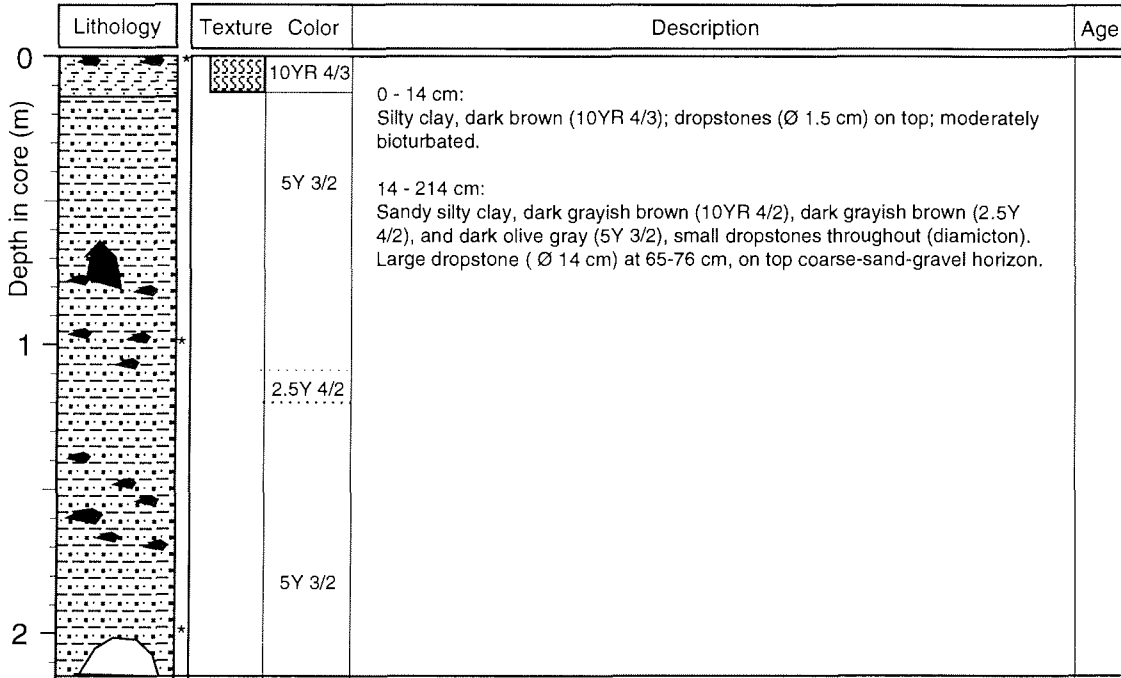 Lithology
Texture Color
Description
Age
Depth in core (m)
0
1
2
*
*
*
SSSSSS
SSSSSS
10YR 4/3
5Y 3/2
2.5Y 4/2
5Y 3/2
0 - 14 cm:
Silty clay, dark brown (10YR 4/3); dropstones (Ø 1.5 cm) on top; moderately
bioturbated.
14 - 214 cm:
Sandy silty clay, dark grayish brown (10YR 4/2), dark grayish brown (2.5Y
4/2), and dark olive gray (5Y 3/2), small dropstones throughout (diamicton).
Large dropstone ( Ø 14 cm) at 65-76 cm, on top coarse-sand-gravel horizon.